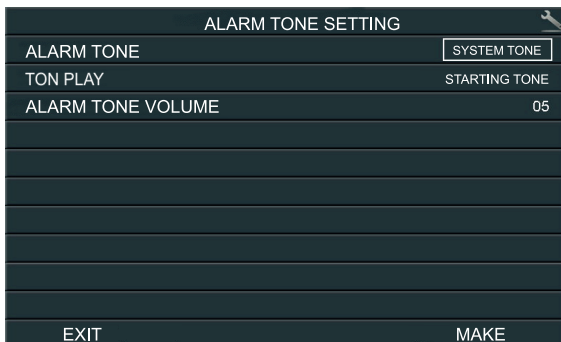 ALARM TONE SETTING
ALARM TONE SYSTEM TONE
TON PLAY STARTING TONE
ALARM TONE VOLUME 05
EXIT MAKE